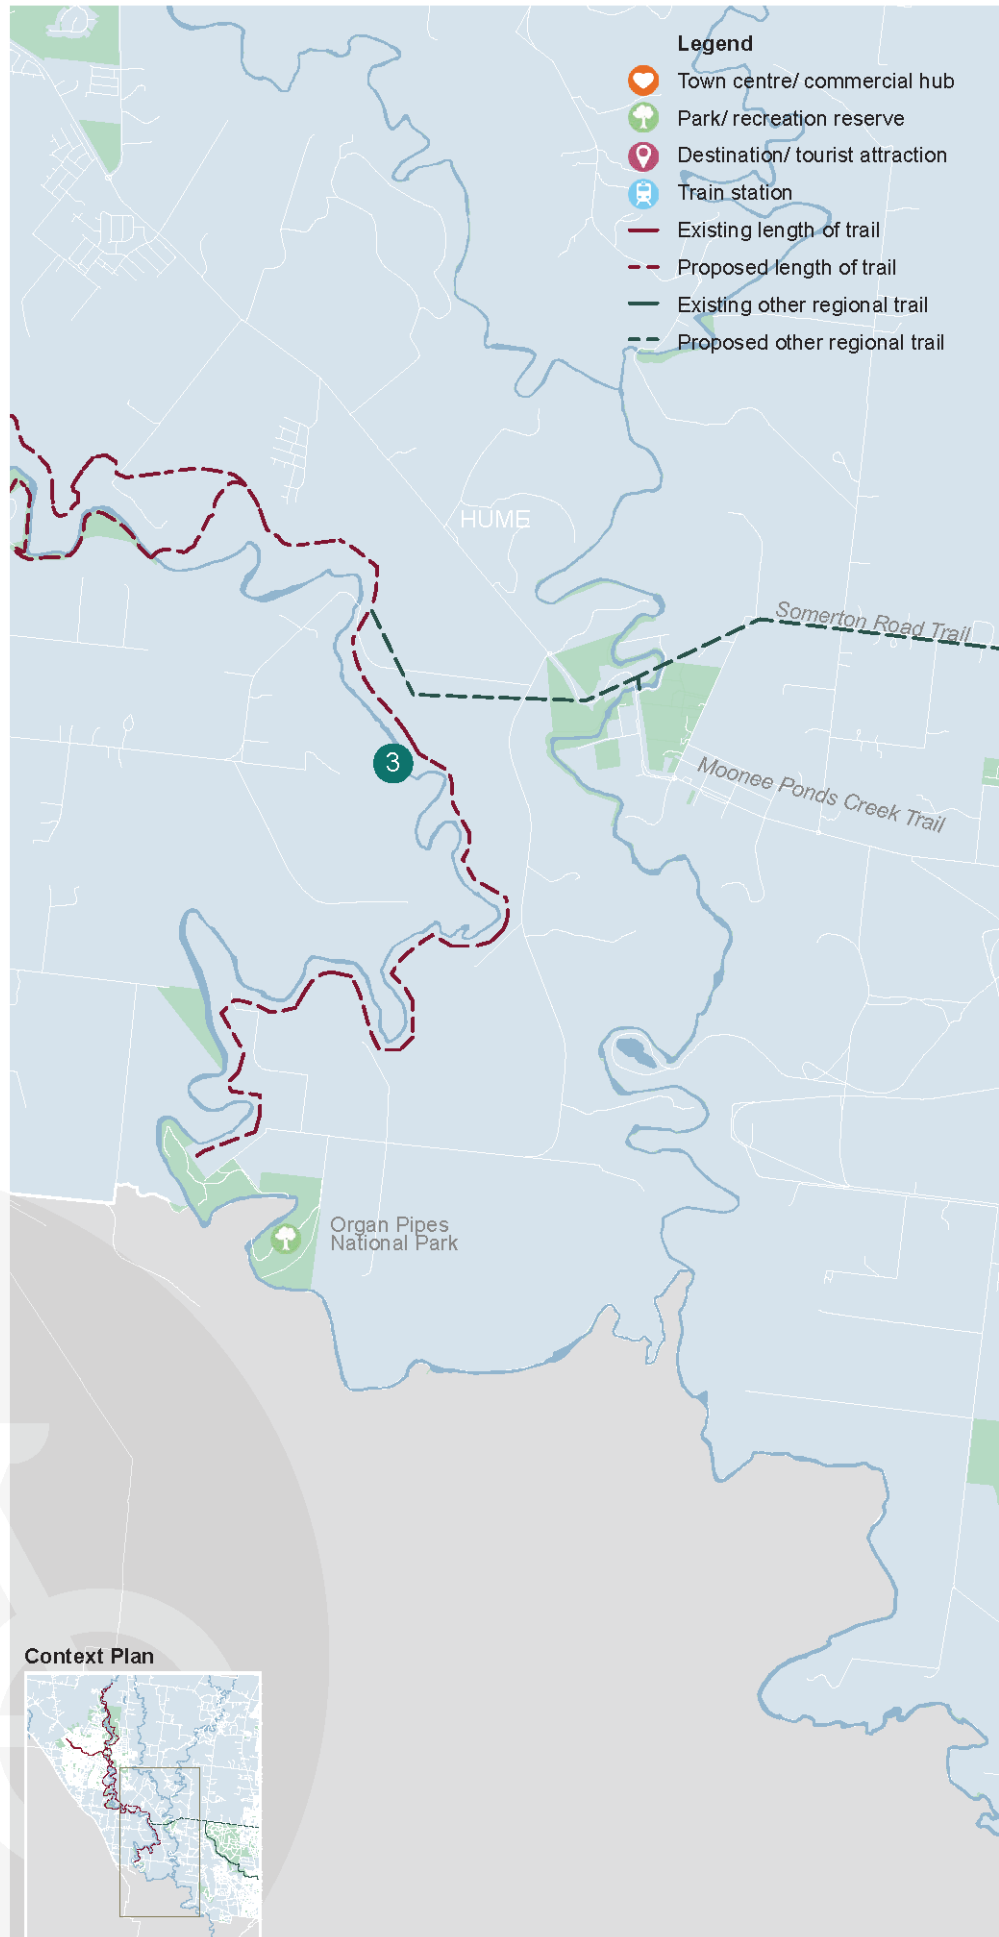 Legend
Town centre/ commercial hub
Park/ recreation reserve
Destination/ tourist attraction
Train station
Existing length of trail
Proposed length of trail
Existing other regional trail
Proposed other regional trail
HUME
Somerton Road Trail
3
Moonee Ponds Creek Trail
Organ Pipes
National Park
Context Plan